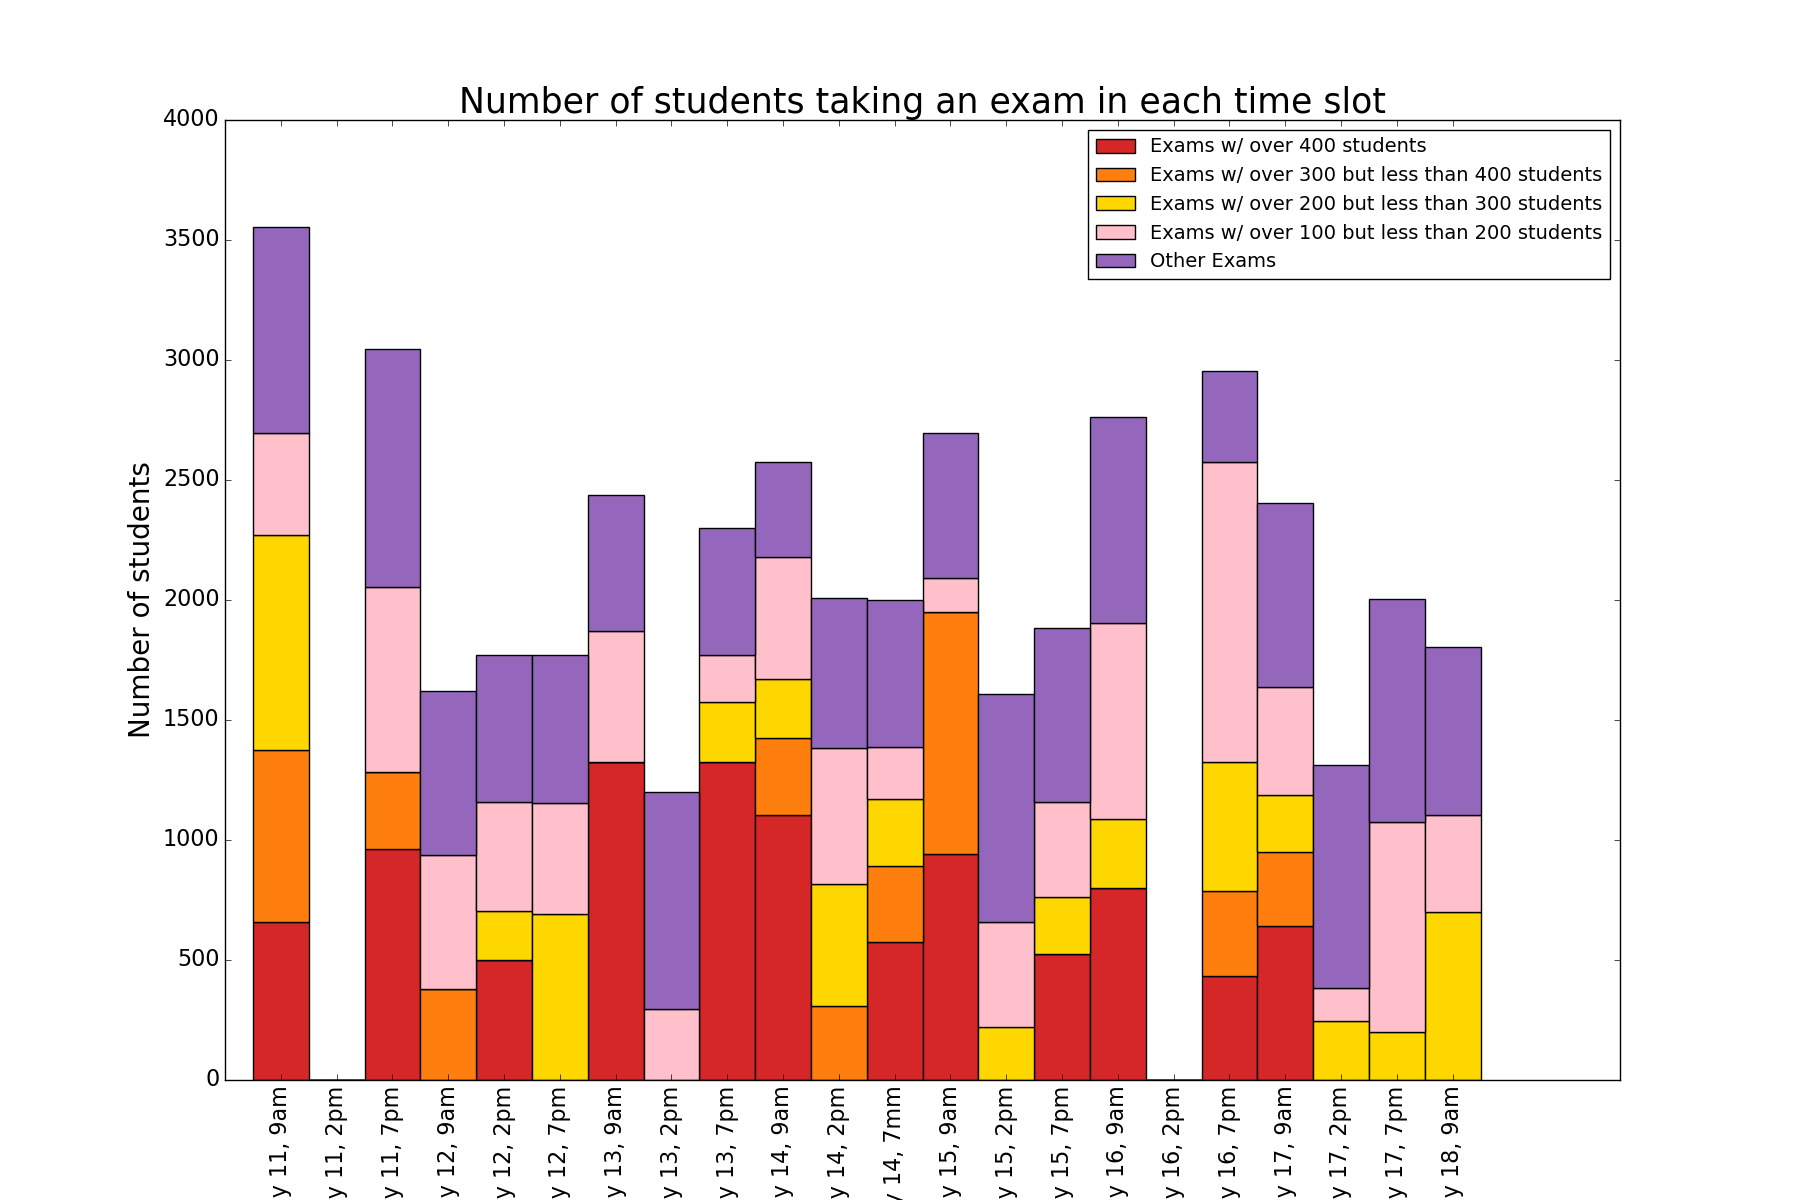 Number of students taking an exam in each time slot
Exams w/ over 400 students
Exams w/ over 300 but less than 400 students
Exams w/ over 200 but less than 300 students
Exams w/ over 100 but less than 200 students
Other Exams
Number of students
4000
3500
3000
2500
2000
1500
1000
500
0
y 11, 9am
y 11, 2pm
y 11, 7pm
y 12, 9am
y 12, 2pm
y 12, 7pm
y 13, 9am
y 13, 2pm
y 13, 7pm
y 14, 9am
y 14, 2pm
y 14, 7mm
y 15, 9am
y 15, 2pm
y 15, 7pm
y 16, 9am
y 16, 2pm
y 16, 7pm
y 17, 9am
y 17, 2pm
y 17, 7pm
y 18, 9am